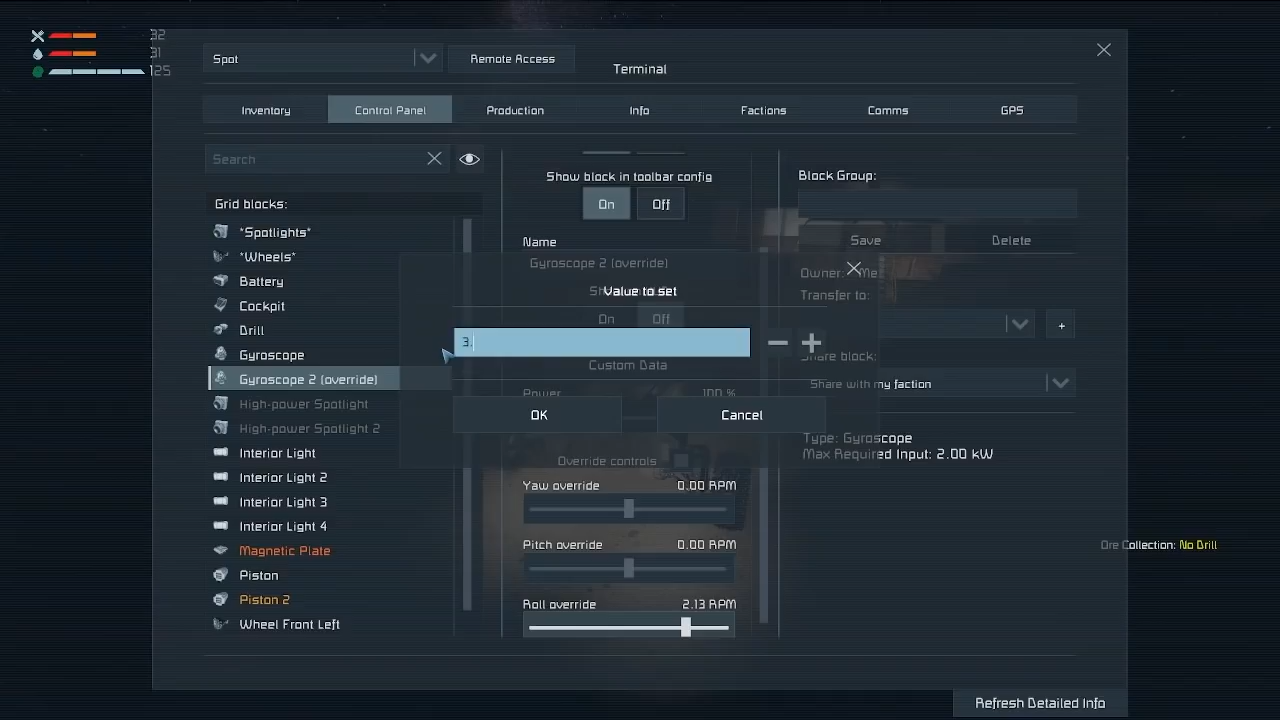 32
31
125
Spot
Remote Access
Terminal
Inventory
Control Panel
Production
Info
Factions
Comms
GPS
Search
Grid blocks:
*Spotlights*
*Wheels*
Battery
Cockpit
Drill
Gyroscope
Gyroscope 2 (override)
High-power Spotlight
High-power Spotlight 2
Interior Light
Interior Light 2
Interior Light 3
Interior Light 4
Magnetic Plate
Piston
Piston 2
Wheel Front Left
Show block in toolbar config
On
Off
Name
Gyroscope 2 (override)
Value to set
On
Off
3.
Custom Data
Power
100 %
OK
Cancel
Override controls
Yaw override
0.00 RPM
Pitch override
0.00 RPM
Roll override
2.13 RPM
Block Group:
Save
Delete
Owner: Me
Transfer to:
+
Share block:
Share with my faction
Type: Gyroscope
Max Required Input: 2.00 kW
Ore Collection: No Drill
Refresh Detailed Info